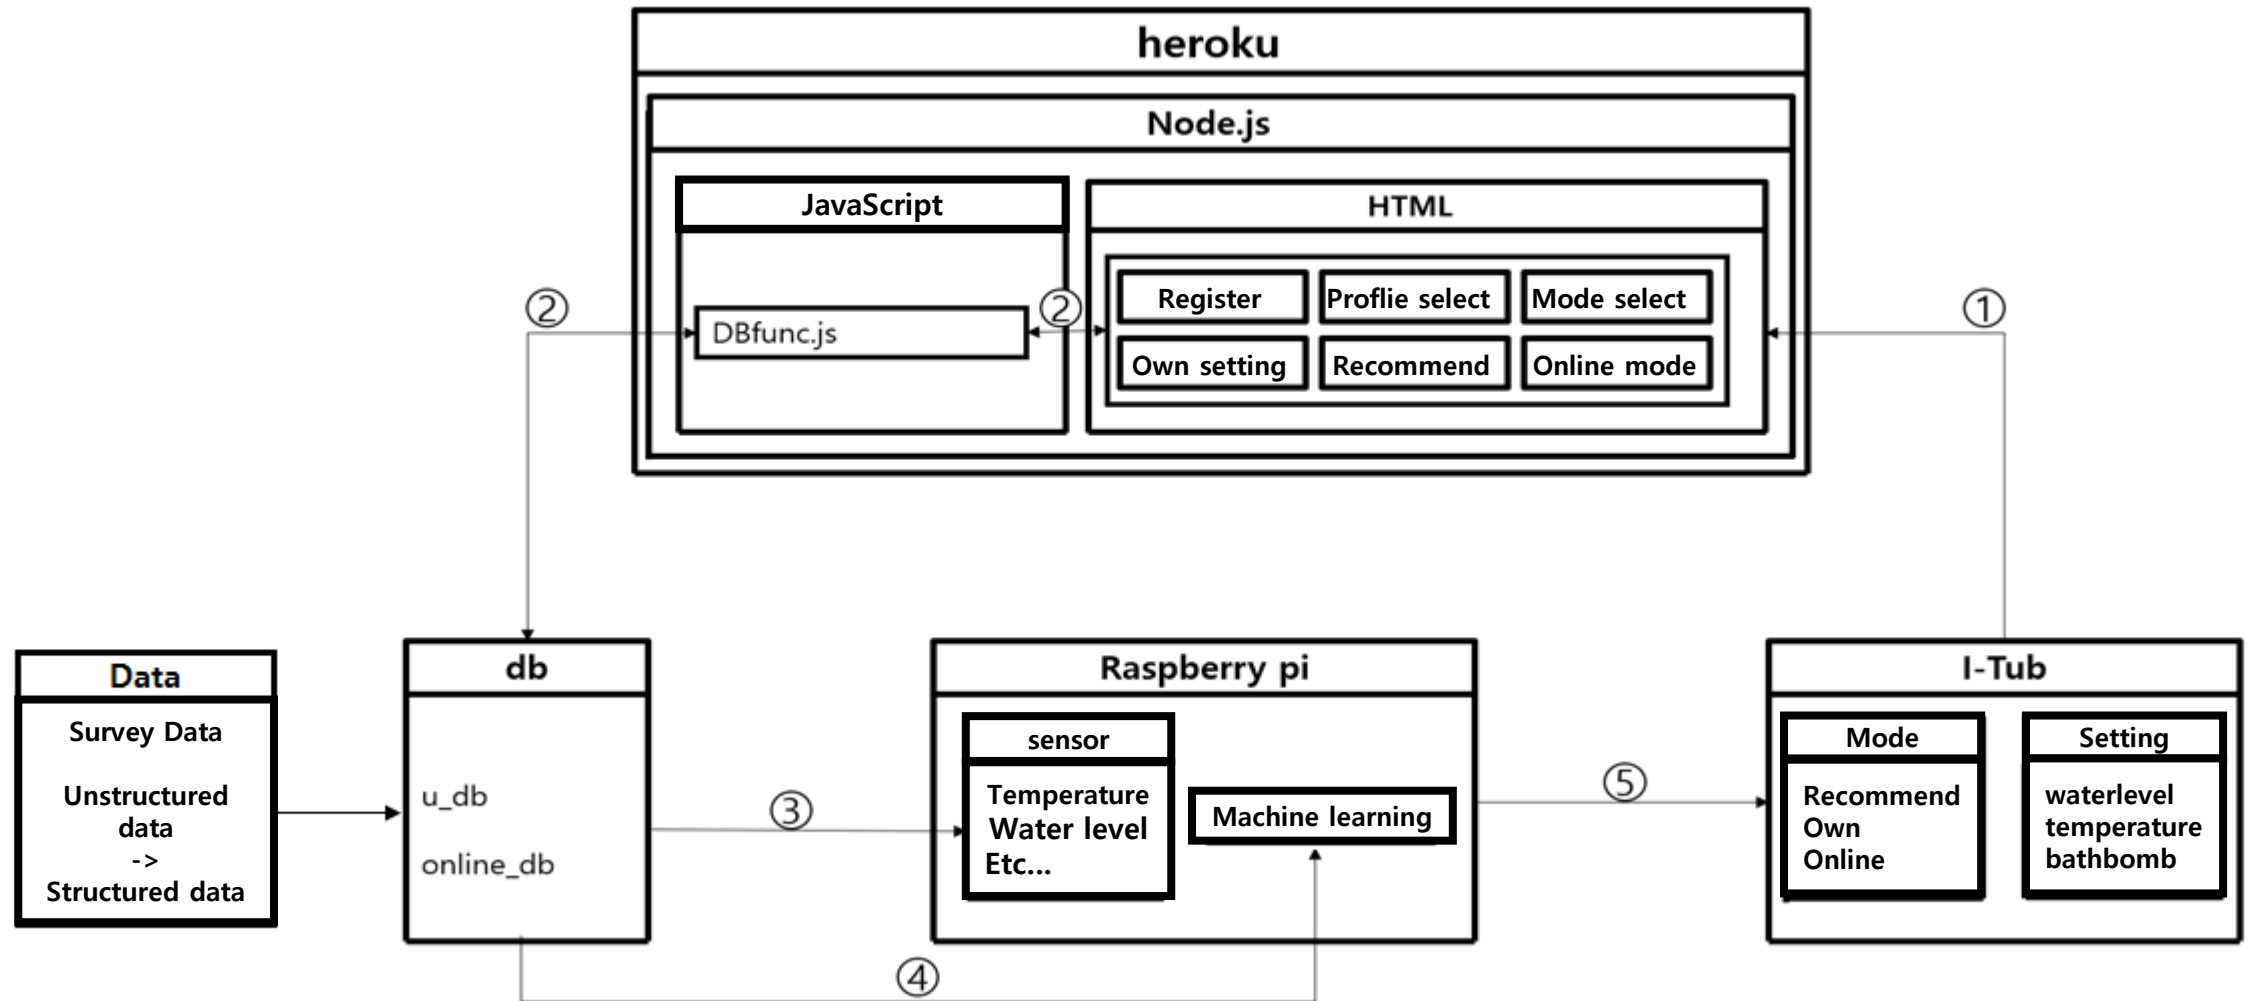 heroku
Node.js
JavaScript
HTML
DBfunc.js
Register
Proflie select
Mode select
Own setting
Recommend
Online mode
②
②
①
Data
Survey Data
Unstructured
data
->
Structured data
db
u_db
online_db
③
④
Raspberry pi
sensor
Temperature
Water level
Etc...
Machine learning
⑤
I-Tub
Mode
Recommend
Own
Online
Setting
waterlevel
temperature
bathbomb